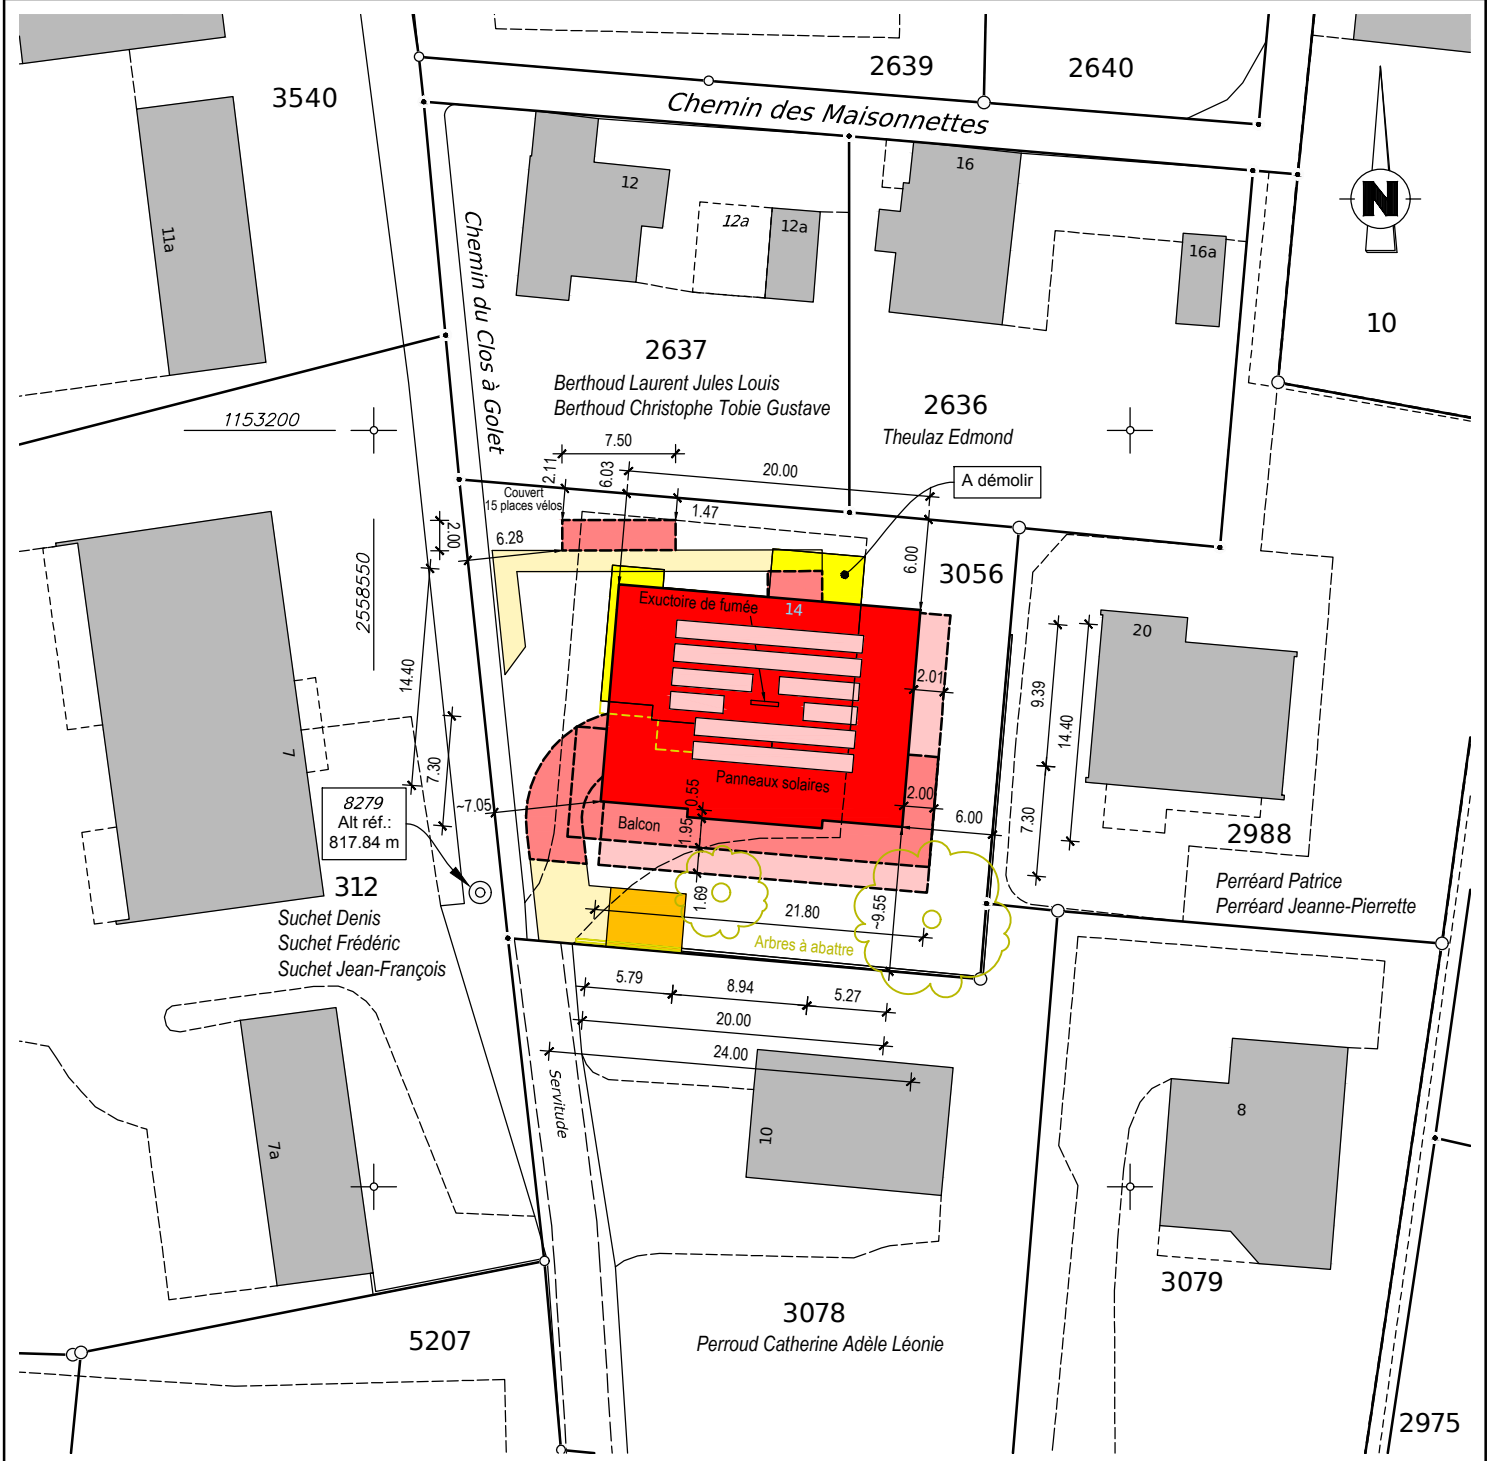 2639
2640
3540
Chemin des Maisonnettes
12
16
12a
12a
11a
16a
N
Chemin du Clos à Golet
10
2637
Berthoud Laurent Jules Louis
Berthoud Christophe Tobie Gustave
2636
Theulaz Edmond
1153200
7.50
2.11
6.03
20.00
A démolir
Couvert
15 places vélos
1.47
2.00
6.28
6.00
2558550
3056
Exuctoire de fumée
14
20
14.40
2.01
9.39
14.40
7
7.30
Panneaux solaires
8279
Alt réf.:
817.84 m
~7.05
0.55
2.00
Balcon
1.95
6.00
7.30
2988
312
Perréard Patrice
Perréard Jeanne-Pierrette
Suchet Denis
Suchet Frédéric
Suchet Jean-François
1.69
21.80
~9.55
Arbres à abattre
5.79
8.94
5.27
20.00
24.00
Servitude
7a
10
8
3079
3078
Perroud Catherine Adèle Léonie
5207
2975